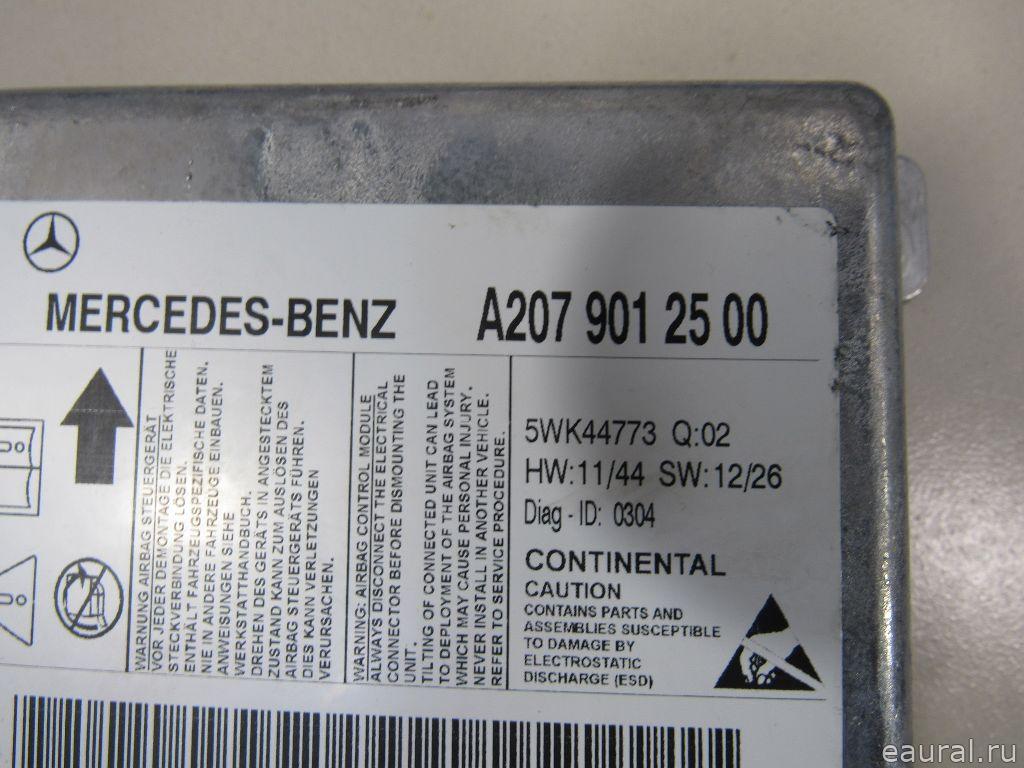 MERCEDES-BENZ
A207 901 25 00
WARNUNG AIRBAG STEUERGERÄT
VOR JEDER DEMONTAGE DIE ELEKTRISCHE
STECKVERBINDUNG LÖSEN.
ENTHÄLT FAHRZEUGSPEZIFISCHE DATEN.
NIE IN ANDERE FAHRZEUGE EINBAUEN.
ANWEISUNGEN SIEHE
WERKSTATTHANDBUCH.
DREHEN DES GERÄTS IN ANGESTECKTEM
ZUSTAND KANN ZUM AUSLÖSEN DES
AIRBAG STEUERGERÄTS FÜHREN.
DIES KANN VERLETZUNGEN
VERURSACHEN.
WARNING: AIRBAG CONTROL MODULE
ALWAYS DISCONNECT THE ELECTRICAL
CONNECTOR BEFORE DISMOUNTING THE
UNIT.
TILTING OF CONNECTED UNIT CAN LEAD
TO DEPLOYMENT OF THE AIRBAG SYSTEM
WHICH MAY CAUSE PERSONAL INJURY.
NEVER INSTALL IN ANOTHER VEHICLE.
REFER TO SERVICE PROCEDURE.
5WK44773 Q:02
HW:11/44 SW:12/26
Diag - ID: 0304
CONTINENTAL
CAUTION
CONTAINS PARTS AND
ASSEMBLIES SUSCEPTIBLE
TO DAMAGE BY
ELECTROSTATIC
DISCHARGE (ESD)
eaural.ru